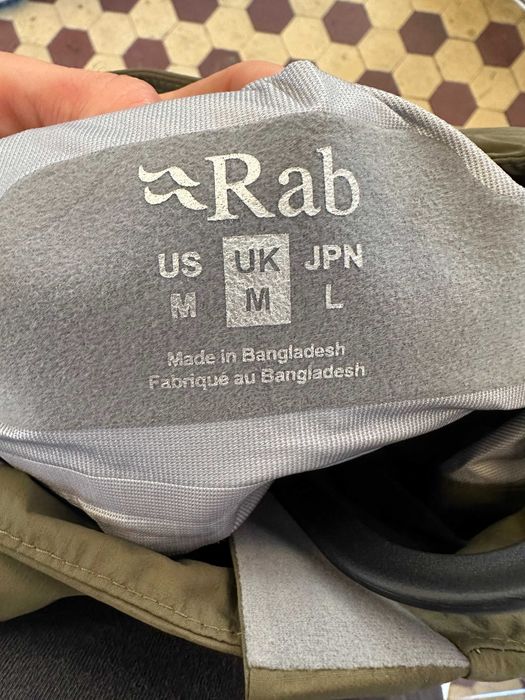 Rab
US UK JPN
M M L
Made in Bangladesh
Fabriqué au Bangladesh